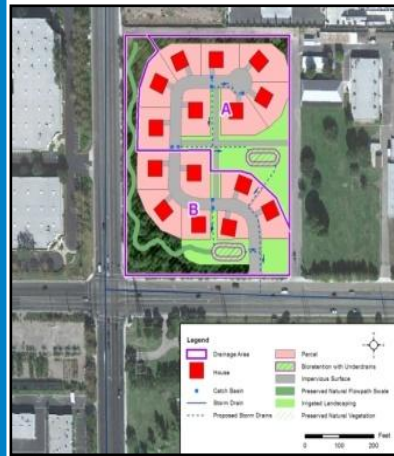 A
B
Legend
Drainage Area
House
Catch Basin
Storm Drain
Proposed Storm Drains
Parcel
Bioretention with Underdrains
Impervious Surface
Preserved Natural Flowpath Swale
Irrigated Landscaping
Preserved Natural Vegetation
Feet
0 100 200